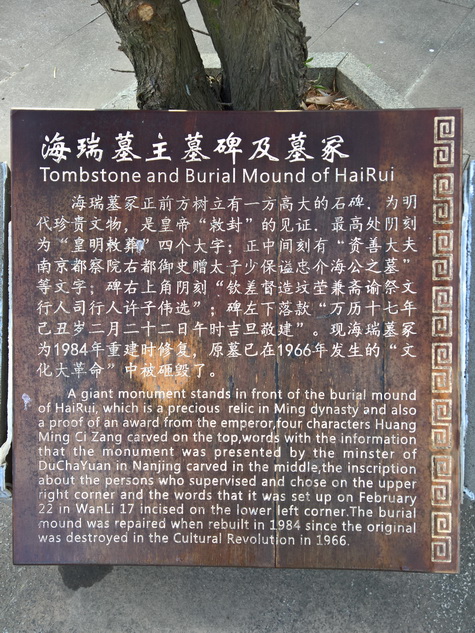 海瑞墓主墓碑及墓冢
Tombstone and Burial Mound of HaiRui
海瑞墓冢正前方树立有一方高大的石碑，为明
代珍贵文物，是皇帝“敕封”的见证，最高处阴刻
为“皇明敕葬”四个大字；正中间刻有“资善大夫
南京都察院右都御史赠太子少保谥忠介海公之墓”
等文字；碑右上角阴刻“钦差督造坟茔兼斋谕祭文
行人司行人许子伟选”；碑左下落款“万历十七年
己丑岁二月二十二日午时吉旦敬建”。现海瑞墓冢
为1984年重建时修复，原墓已在1966年发生的“文
化大革命”中被砸毁了。
A giant monument stands in front of the burial mound
of HaiRui, which is a precious relic in Ming dynasty and also
a proof of an award from the emperor,four characters Huang
Ming Ci Zang carved on the top,words with the information
that the monument was presented by the minster of
DuChaYuan in Nanjing carved in the middle,the inscription
about the persons who supervised and chose on the upper
right corner and the words that it was set up on February
22 in WanLi 17 incised on the lower left corner.The burial
mound was repaired when rebuilt in 1984 since the original
was destroyed in the Cultural Revolution in 1966.